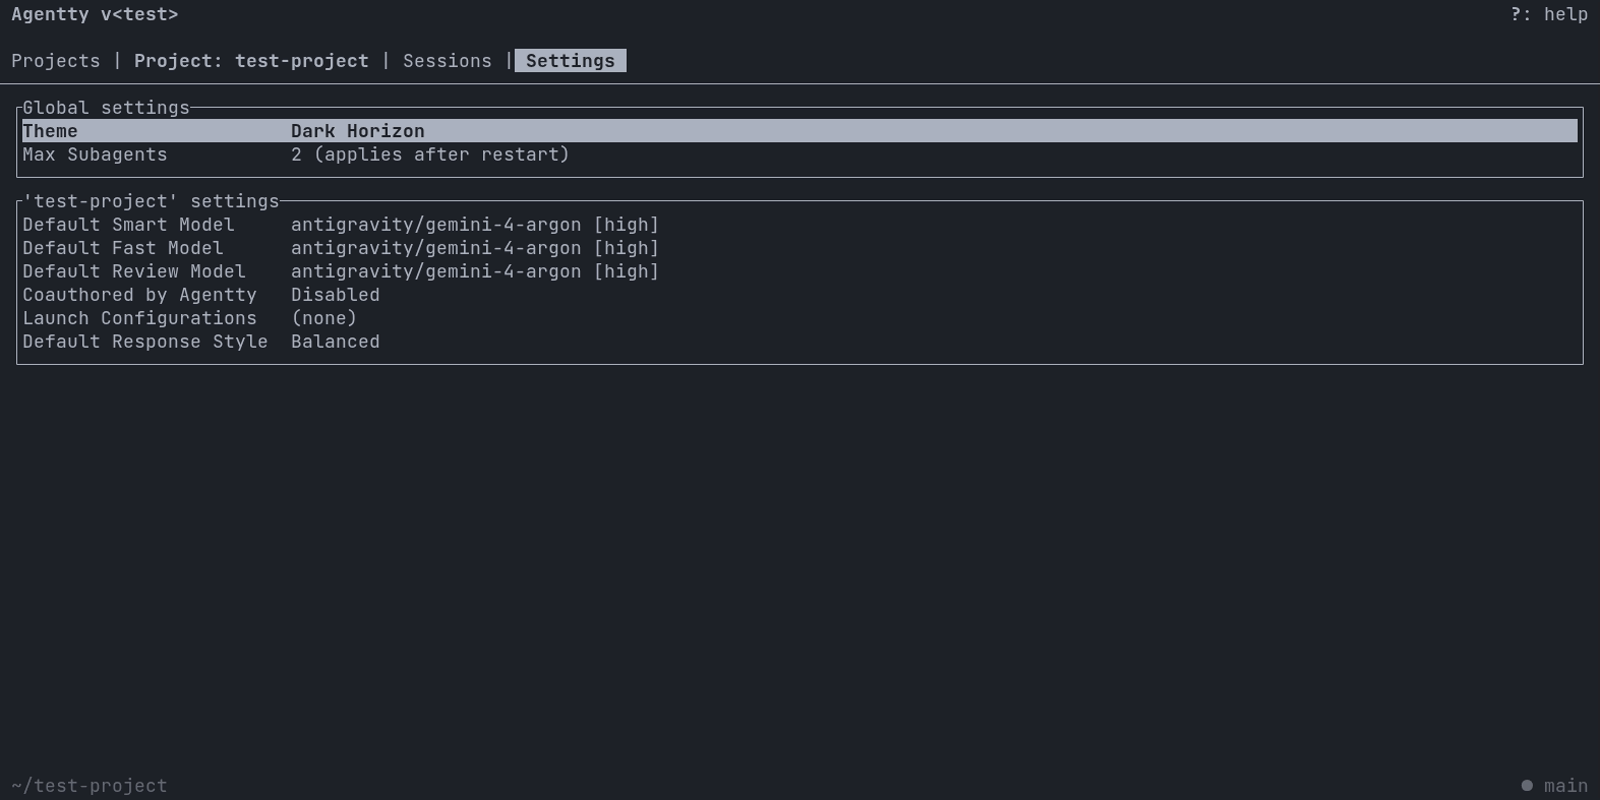 Agentty v<test> ?: help
Projects | Project: test-project | Sessions | Settings
Global settings
Theme Dark Horizon
Max Subagents 2 (applies after restart)
'test-project' settings
Default Smart Model antigravity/gemini-4-argon [high]
Default Fast Model antigravity/gemini-4-argon [high]
Default Review Model antigravity/gemini-4-argon [high]
Coauthored by Agentty Disabled
Launch Configurations (none)
Default Response Style Balanced
~/test-project ● main